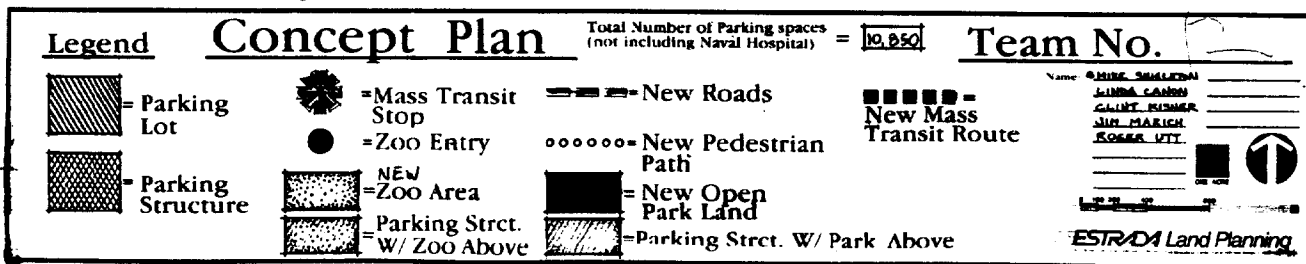 Legend
Concept Plan
Total Number of Parking spaces
(not including Naval Hospital) = 10,850
Team No.
= Parking
Lot
= Parking
Structure
=Mass Transit
Stop
=Zoo Entry
NEW
=Zoo Area
=Parking Strct.
W/ Zoo Above
=New Roads
=New Pedestrian
Path
=New Open
Park Land
=Parking Strct. W/ Park Above
=
New Mass
Transit Route
Name:
MIKE
LINDA CANON
CLINT KISNER
JIM MARICH
ROGER UTT
ONE ACRE
ESTRADA Land Planning